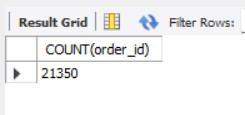 Result Grid Filter Rows:
COUNT(order_id)
21350